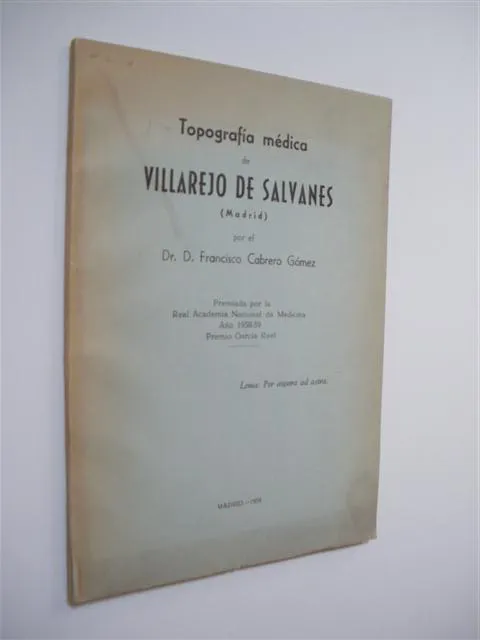 Topografía médica
de
VILLAREJO DE SALVANES
(Madrid)
por el
Dr. D. Francisco Cabrero Gómez
Premiada por la
Real Academia Nacional de Medicina
Año 1958-59
Premio García Real
Lema: Per aspera ad astra.
MADRID.—1959